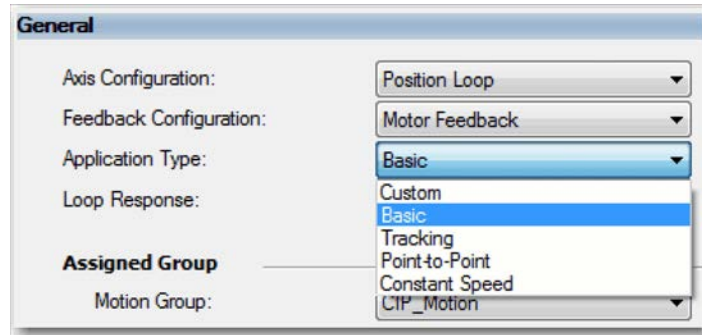 General
Axis Configuration: Position Loop
Feedback Configuration: Motor Feedback
Application Type: Basic
Loop Response: Custom
Basic
Tracking
Point-to-Point
Assigned Group
Constant Speed
Motion Group: CIP_Motion